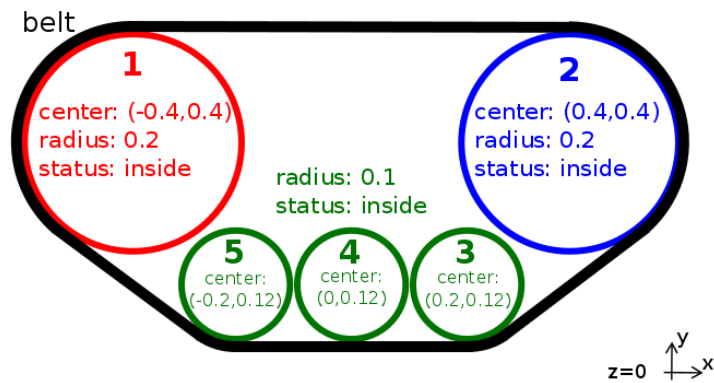 belt
1
center: (-0.4,0.4)
radius: 0.2
status: inside
2
center: (0.4,0.4)
radius: 0.2
status: inside
radius: 0.1
status: inside
5
center:
(-0.2,0.12)
4
center:
(0,0.12)
3
center:
(0.2,0.12)
y
x
z=0